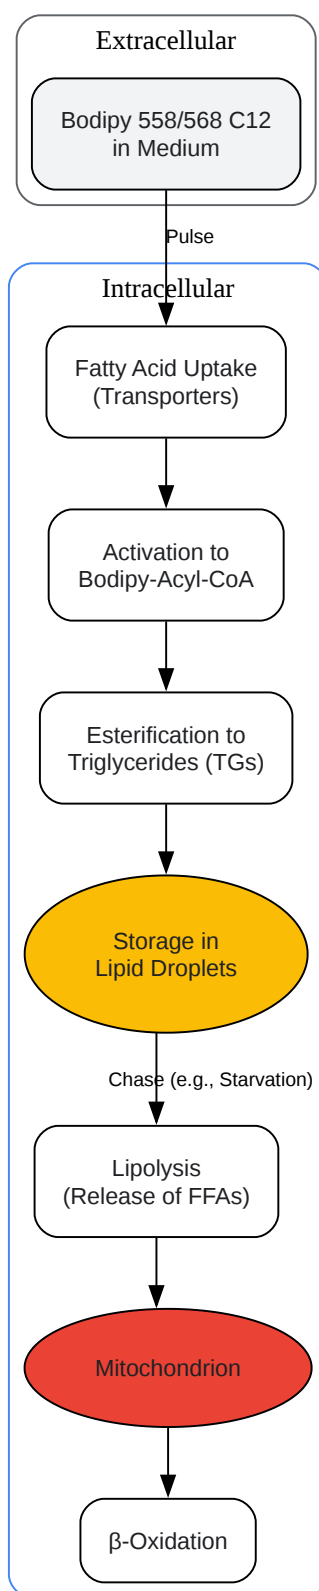 Extracellular
Bodipy 558/568 C12
in Medium
Pulse
Intracellular
Fatty Acid Uptake
(Transporters)
Activation to
Bodipy-Acyl-CoA
Esterification to
Triglycerides (TGs)
Storage in
Lipid Droplets
Chase (e.g., Starvation)
Lipolysis
(Release of FFAs)
Mitochondrion
β-Oxidation